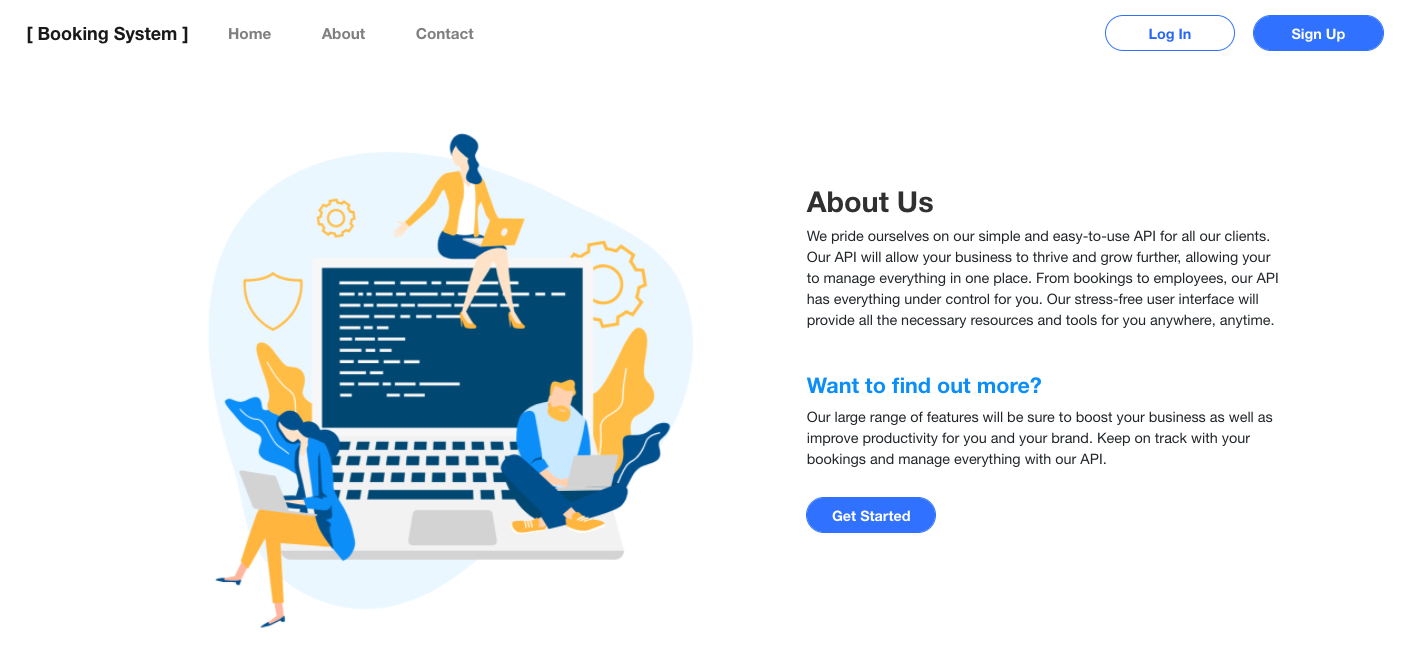 [ Booking System ] Home About Contact Log In Sign Up
About Us
We pride ourselves on our simple and easy-to-use API for all our clients.
Our API will allow your business to thrive and grow further, allowing your
to manage everything in one place. From bookings to employees, our API
has everything under control for you. Our stress-free user interface will
provide all the necessary resources and tools for you anywhere, anytime.
Want to find out more?
Our large range of features will be sure to boost your business as well as
improve productivity for you and your brand. Keep on track with your
bookings and manage everything with our API.
Get Started